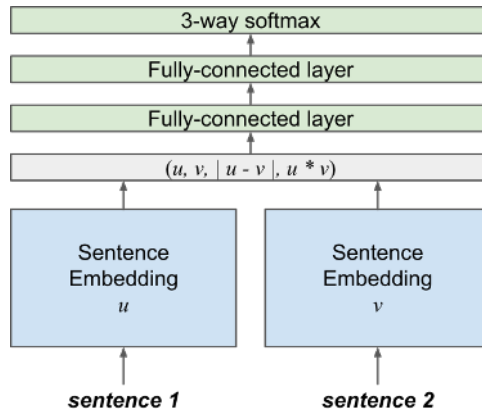 3-way softmax
Fully-connected layer
Fully-connected layer
(u, v, | u - v |, u * v)
Sentence
Embedding
u
Sentence
Embedding
v
sentence 1
sentence 2